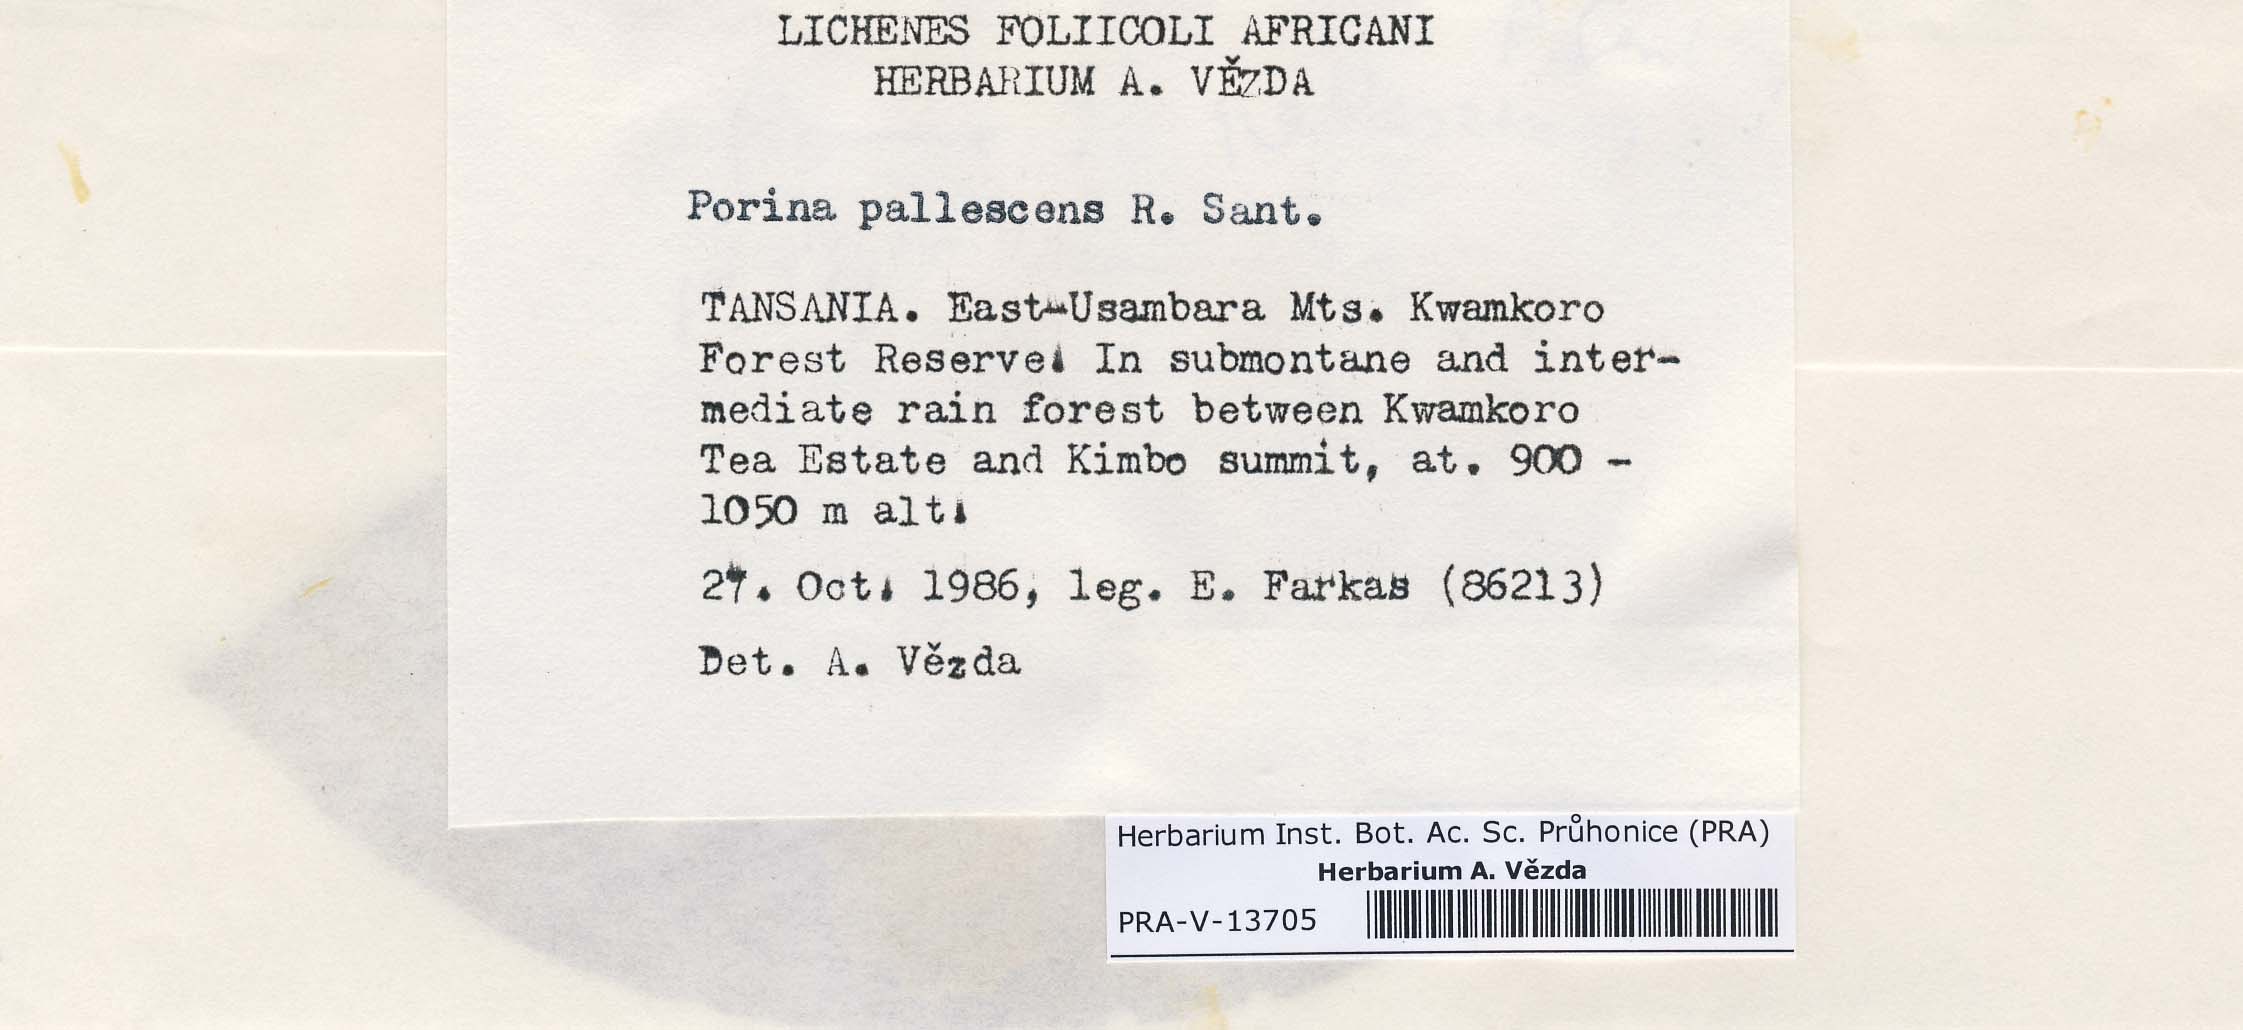 LICHENES FOLIICOLI AFRICANI
HERBARIUM A. VĚZDA
Porina pallescens R. Sant.
TANSANIA. East-Usambara Mts. Kwamkoro
Forest Reserve. In submontane and inter-
mediate rain forest between Kwamkoro
Tea Estate and Kimbo summit, at. 900 -
1050 m alt.
Oct. 1986, leg. E. Farkas (86213)
Det. A. Vězda
Herbarium Inst. Bot. Ac. Sc. Průhonice (PRA)
Herbarium A. Vězda
PRA-V-13705